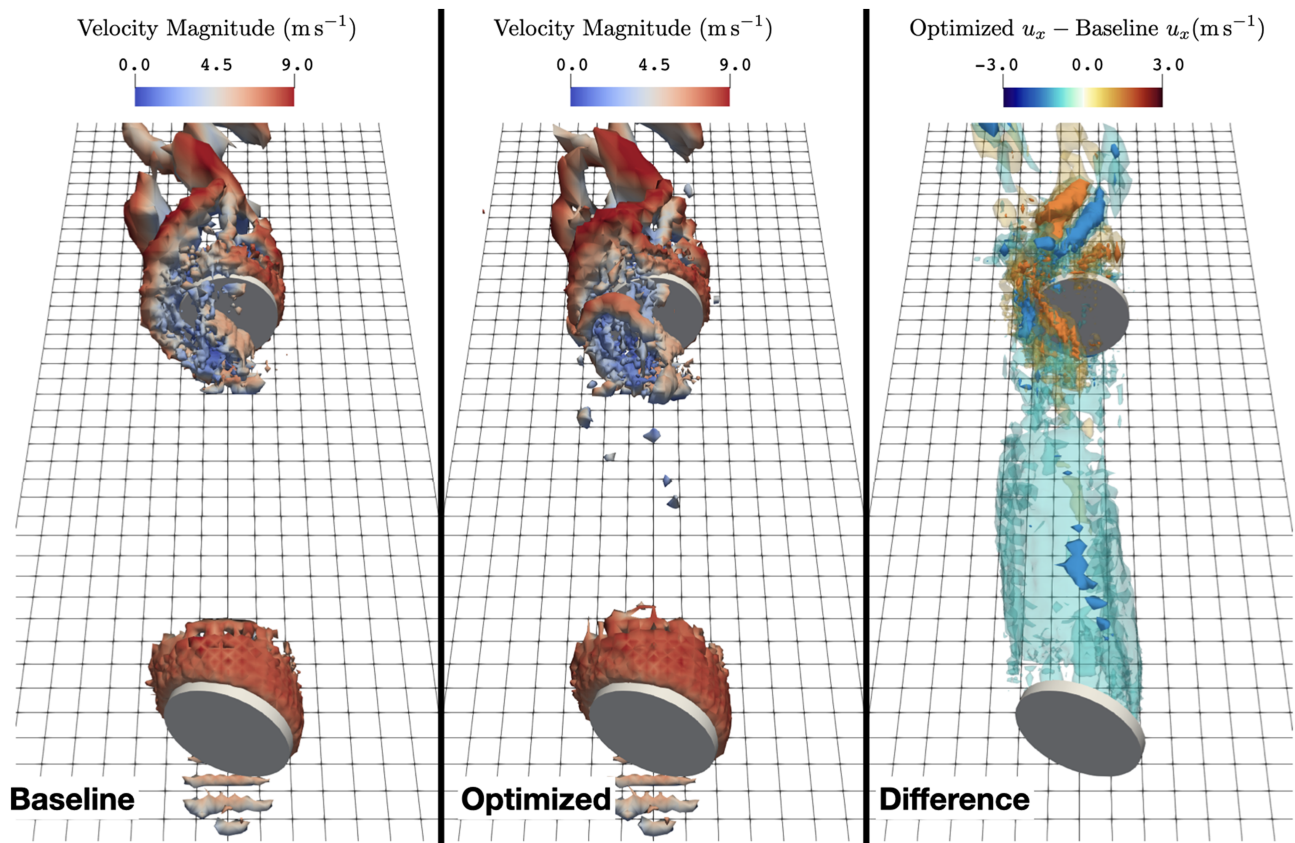 Velocity Magnitude (m s⁻¹)
0.0 4.5 9.0
Baseline
Velocity Magnitude (m s⁻¹)
0.0 4.5 9.0
Optimized
Optimized uₓ − Baseline uₓ(m s⁻¹)
-3.0 0.0 3.0
Difference